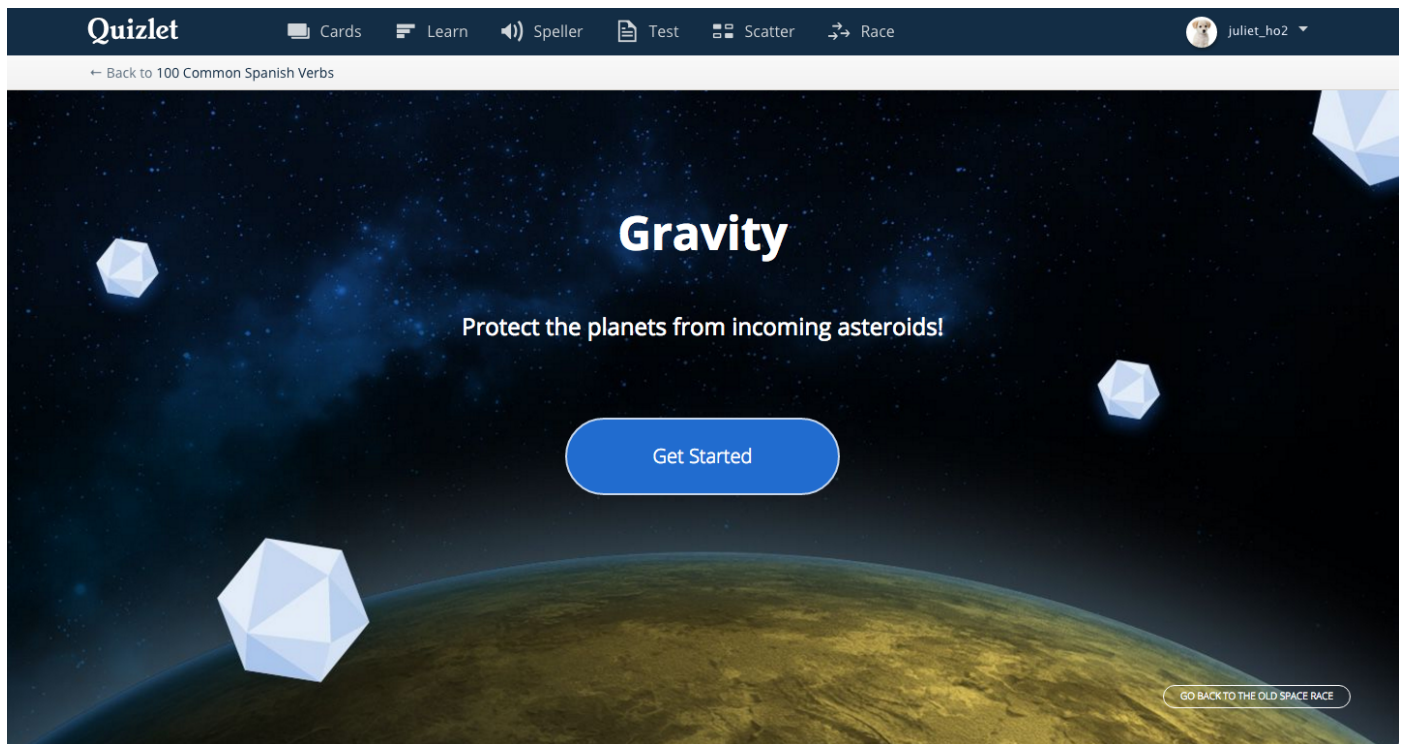 Quizlet Cards Learn Speller Test Scatter Race juliet_ho2
← Back to 100 Common Spanish Verbs
Gravity
Protect the planets from incoming asteroids!
Get Started
GO BACK TO THE OLD SPACE RACE